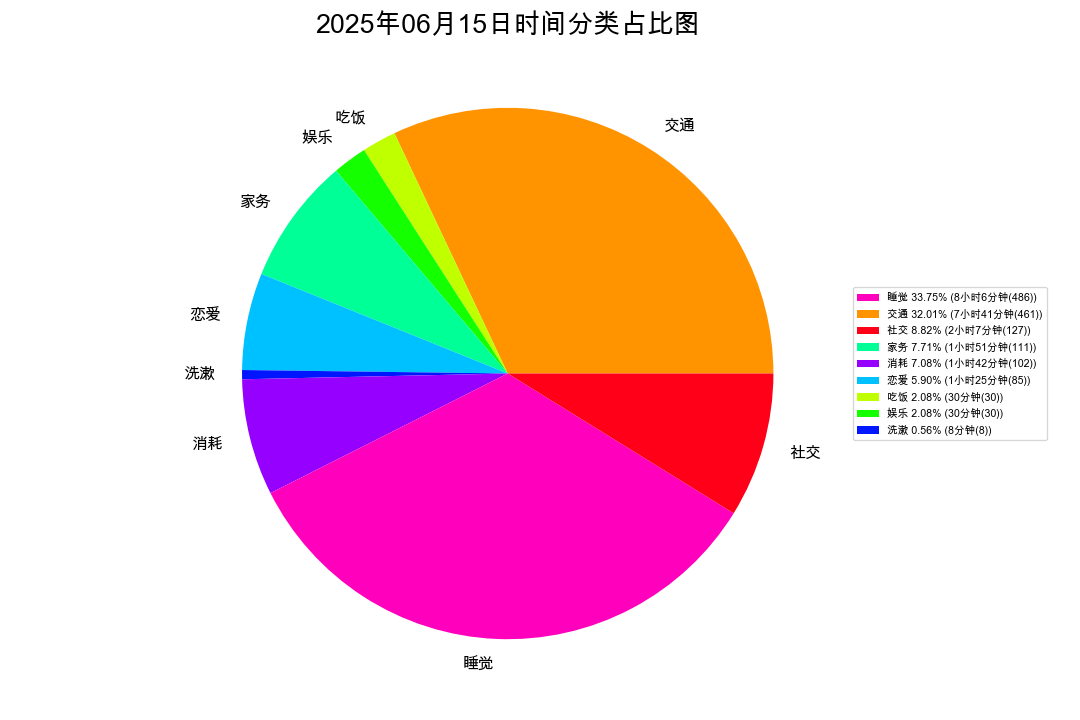 2025年06月15日时间分类占比图
吃饭
交通
娱乐
家务
恋爱
洗漱
消耗
社交
睡觉
睡觉 33.75% (8小时6分钟(486))
交通 32.01% (7小时41分钟(461))
社交 8.82% (2小时7分钟(127))
家务 7.71% (1小时51分钟(111))
消耗 7.08% (1小时42分钟(102))
恋爱 5.90% (1小时25分钟(85))
吃饭 2.08% (30分钟(30))
娱乐 2.08% (30分钟(30))
洗漱 0.56% (8分钟(8))